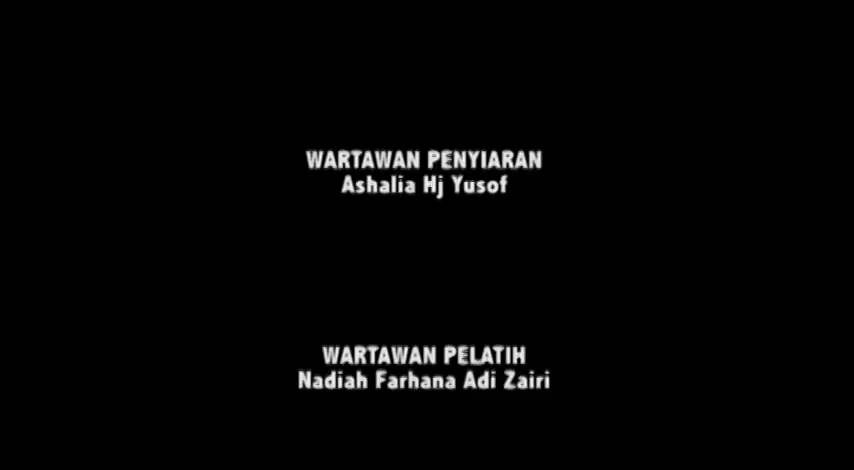 WARTAWAN PENYIARAN
Ashalia Hj Yusof
WARTAWAN PELATIH
Nadiah Farhana Adi Zairi